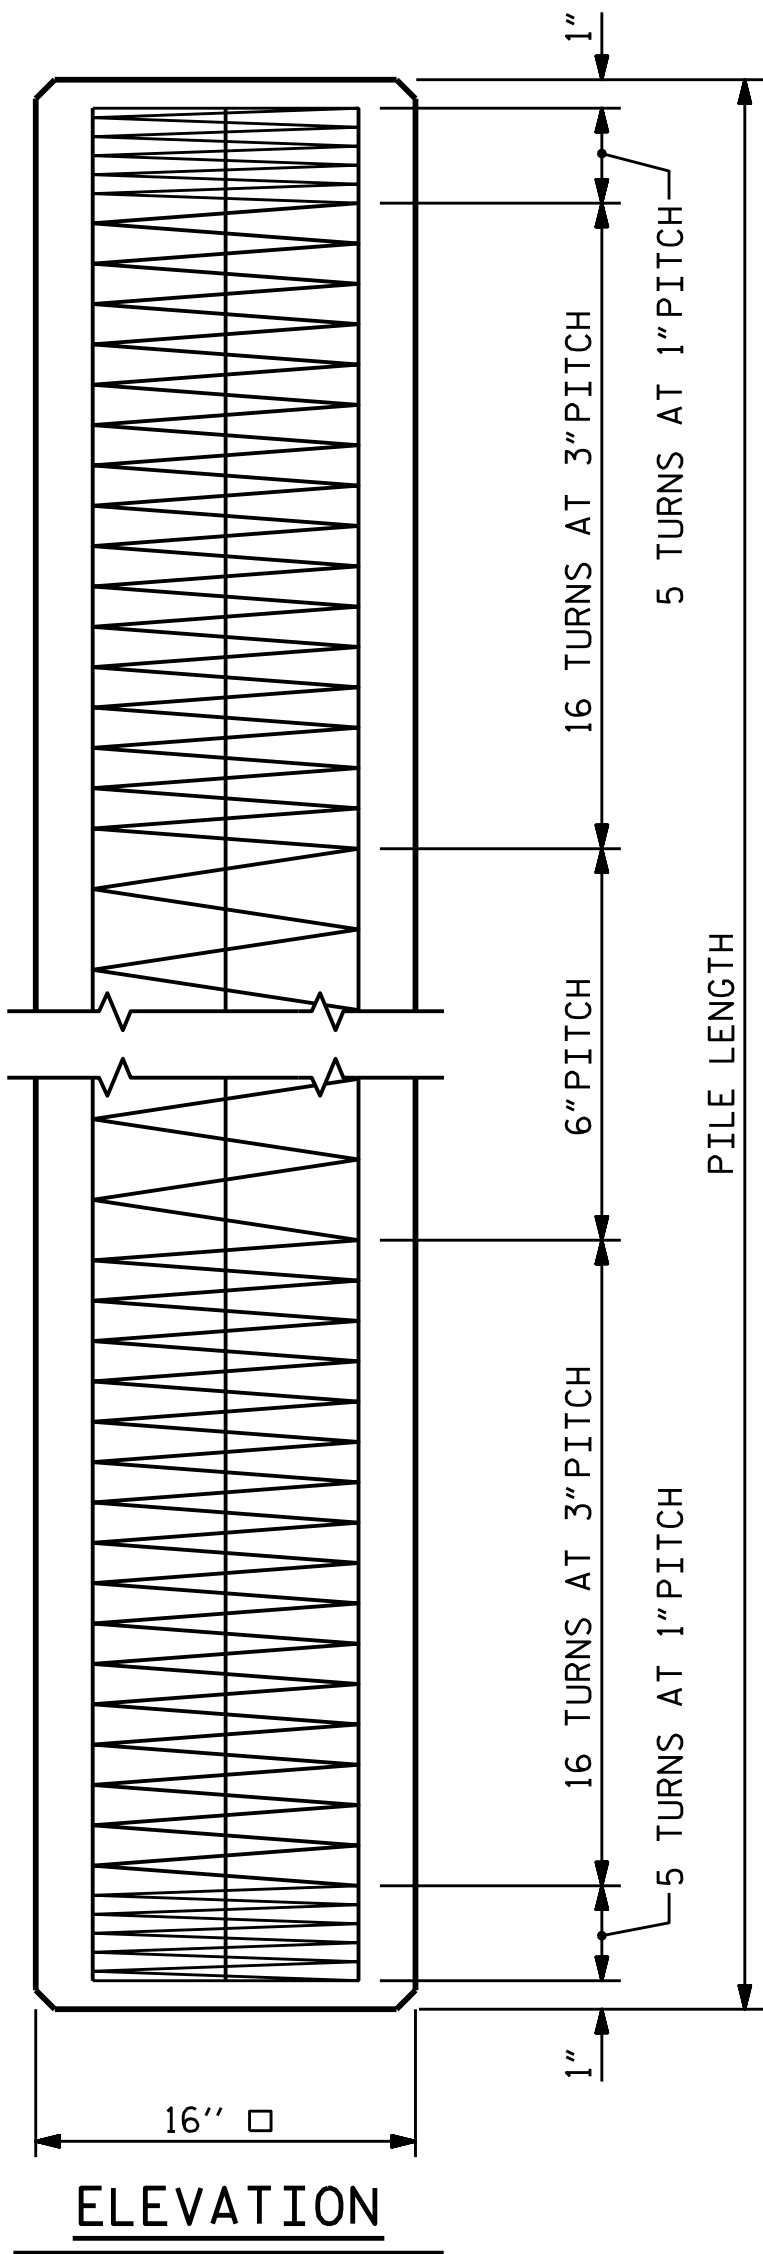 1"
5 TURNS AT 1"PITCH
16 TURNS AT 3"PITCH
6"PITCH
PILE LENGTH
16 TURNS AT 3"PITCH
5 TURNS AT 1"PITCH
1"
16'' □
ELEVATION